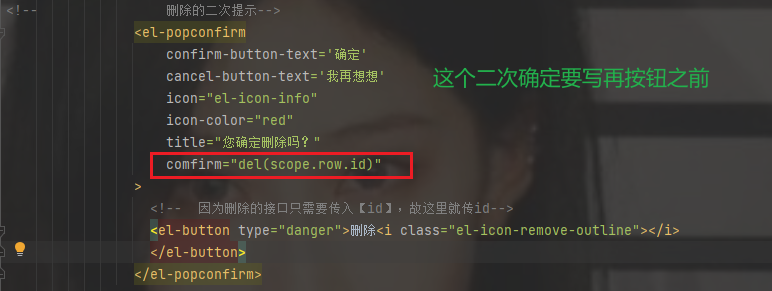 <!--                删除的二次提示-->
<el-popconfirm
confirm-button-text='确定'
cancel-button-text='我再想想'
icon="el-icon-info"
icon-color="red"
title="您确定删除吗？"
comfirm="del(scope.row.id)"
>
<!--  因为删除的接口只需要传入【id】，故这里就传id-->
<el-button type="danger">删除<i class="el-icon-remove-outline"></i>
</el-button>
</el-popconfirm>
这个二次确定要写再按钮之前